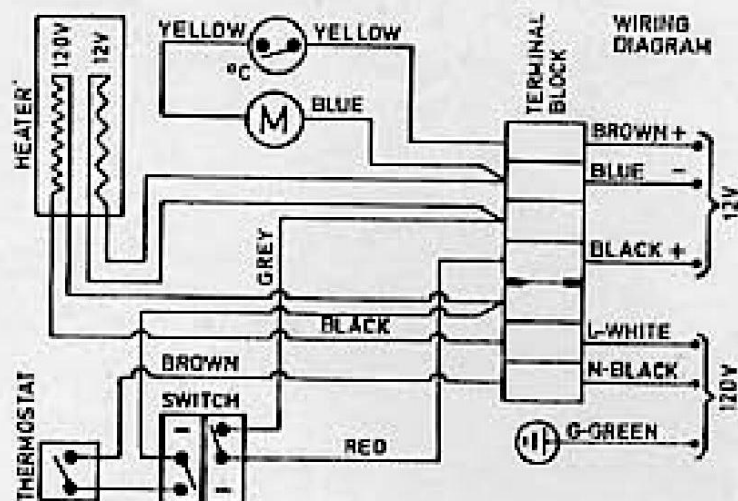 WIRING
DIAGRAM
YELLOW
YELLOW
°C
120V
12V
HEATER
M
BLUE
TERMINAL
BLOCK
BROWN +
BLUE -
12V
BLACK +
GREY
BLACK
L-WHITE
N-BLACK
120V
BROWN
SWITCH
THERMOSTAT
RED
G-GREEN